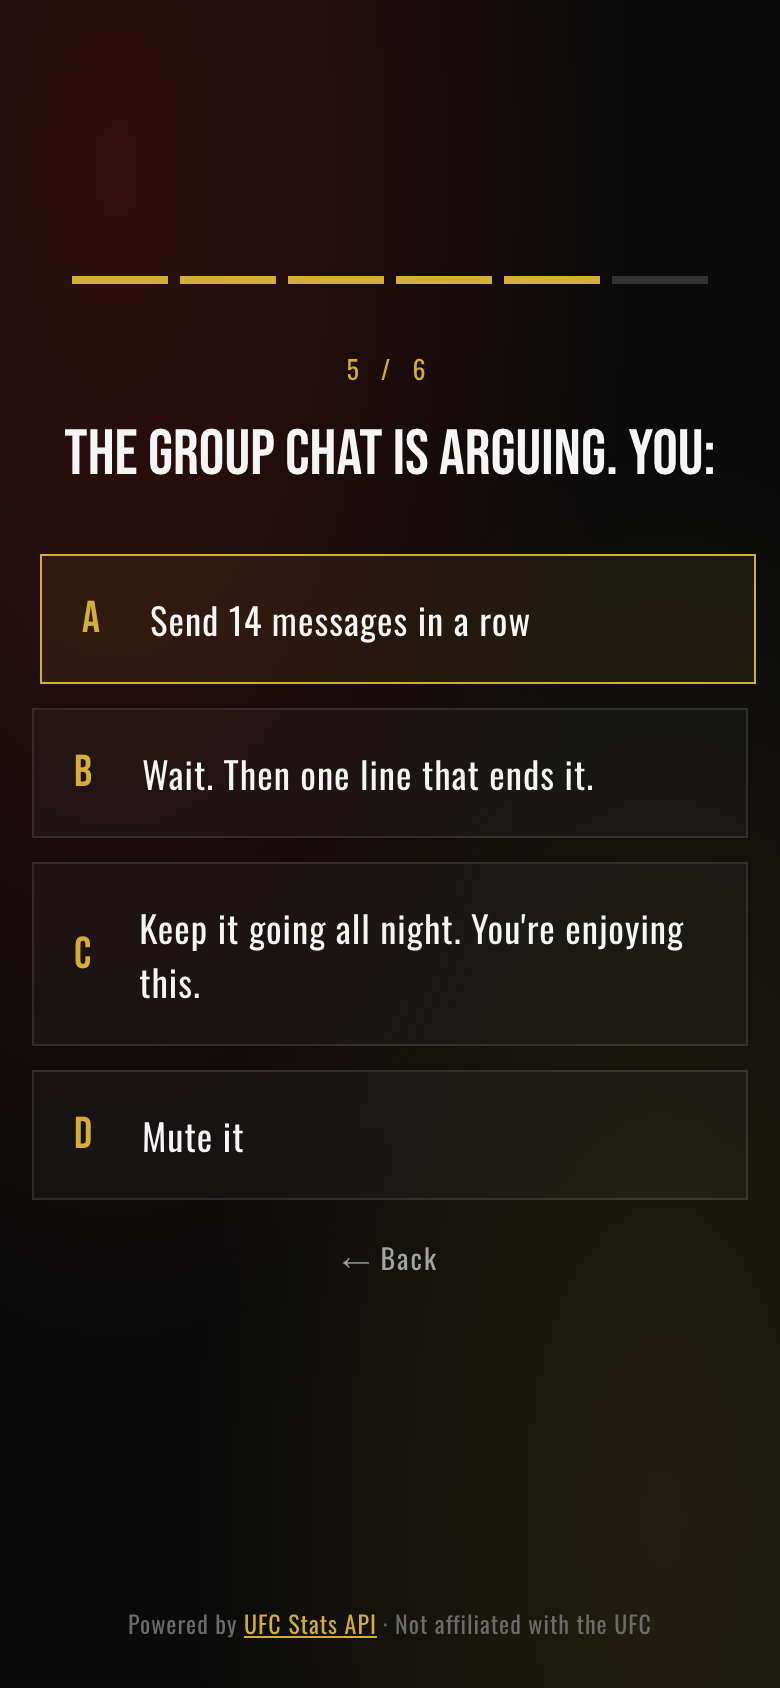 5 / 6
THE GROUP CHAT IS ARGUING. YOU:
A Send 14 messages in a row
B Wait. Then one line that ends it.
C Keep it going all night. You're enjoying
this.
D Mute it
← Back
Powered by UFC Stats API · Not affiliated with the UFC